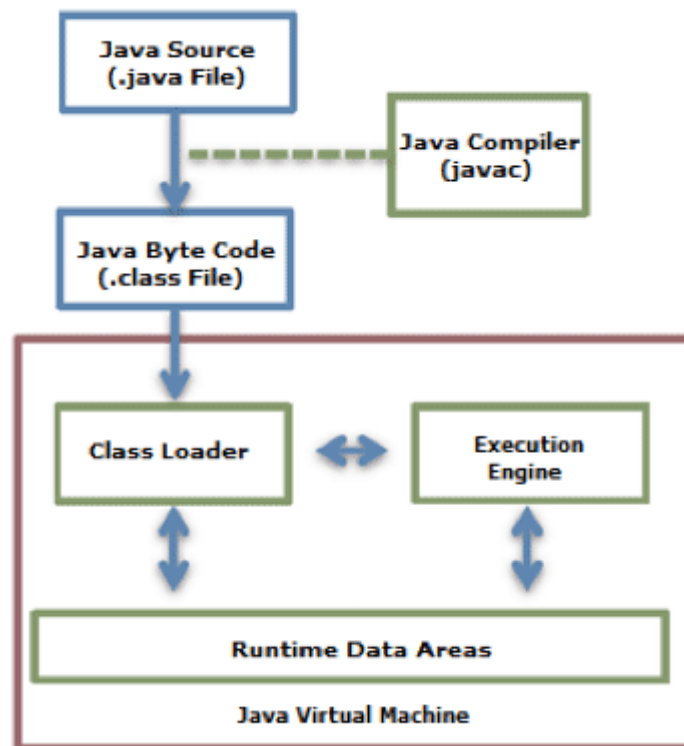 Java Source
(.java File)
Java Compiler
(javac)
Java Byte Code
(.class File)
Class Loader
Execution
Engine
Runtime Data Areas
Java Virtual Machine